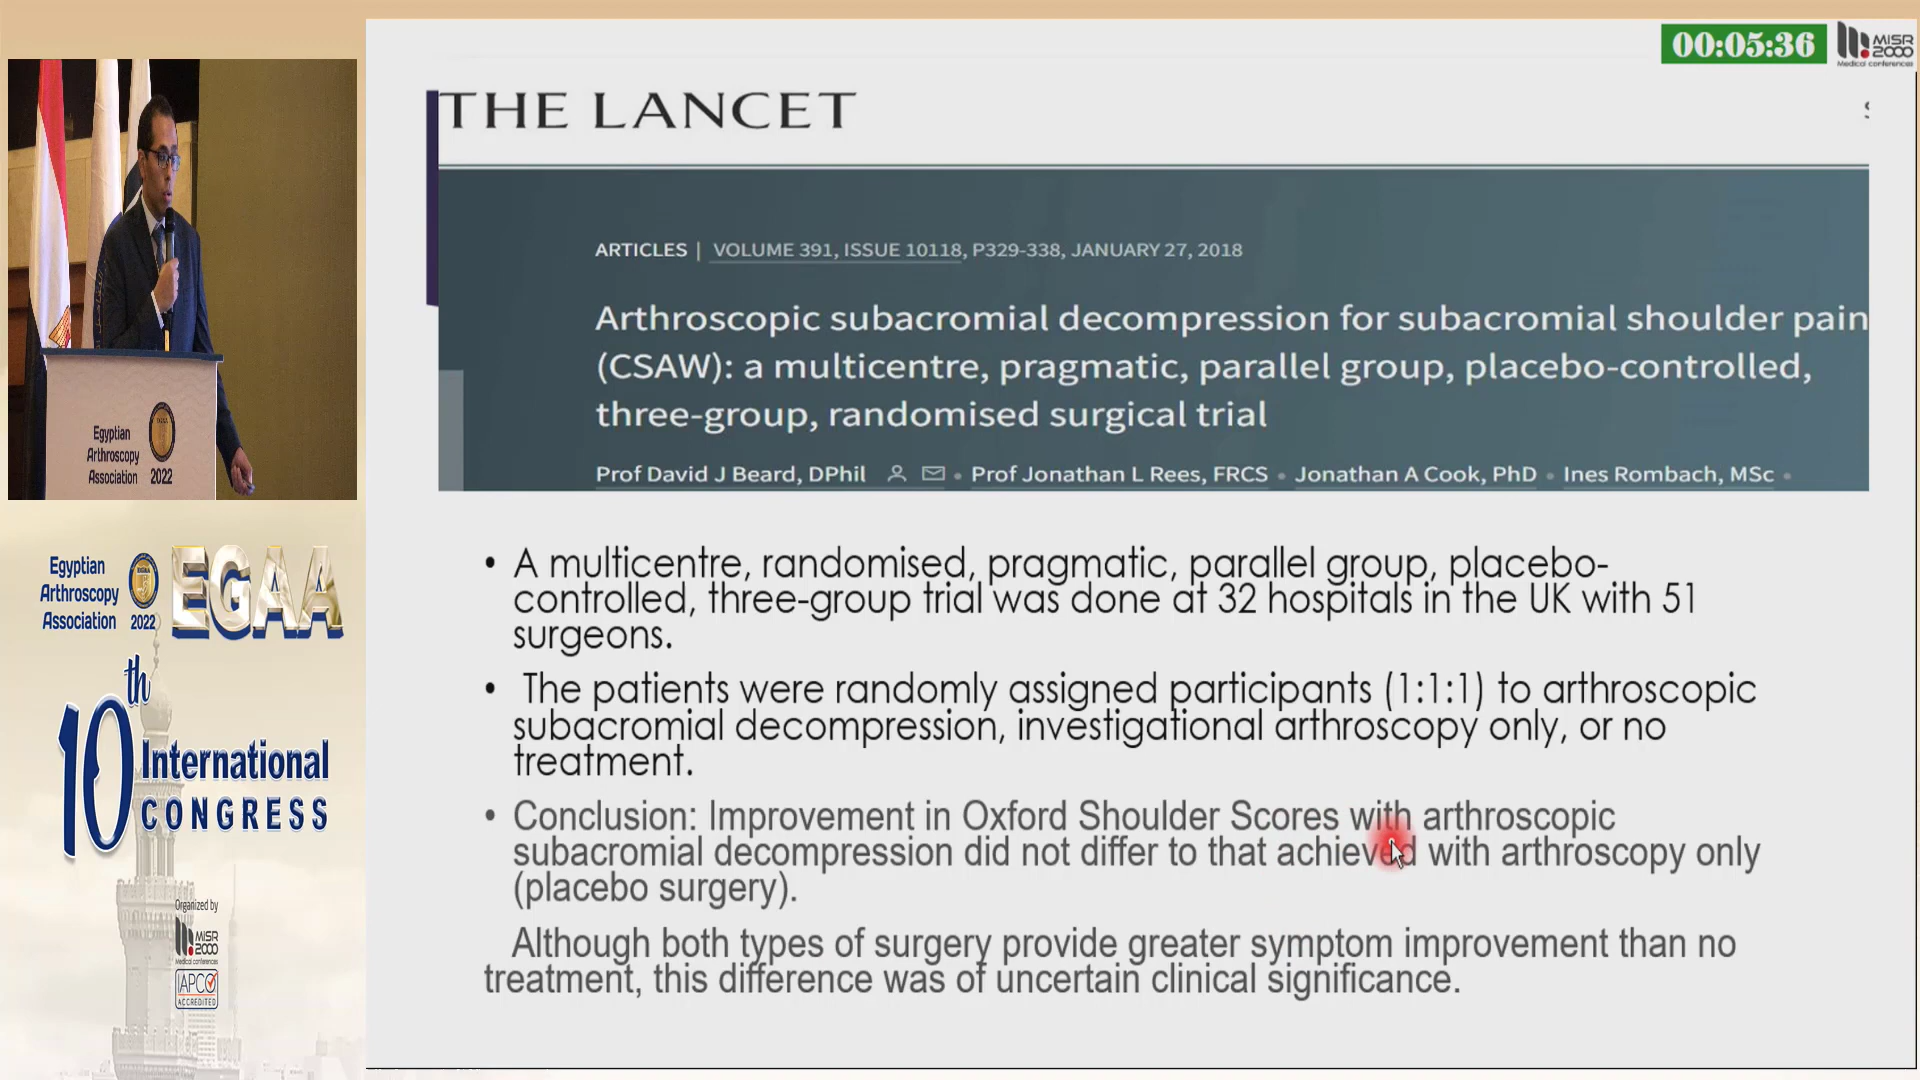 00:05:36
MISR
2000
Medical conferences
THE LANCET
ARTICLES | VOLUME 391, ISSUE 10118, P329-338, JANUARY 27, 2018
Arthroscopic subacromial decompression for subacromial shoulder pain
(CSAW): a multicentre, pragmatic, parallel group, placebo-controlled,
three-group, randomised surgical trial
Prof David J Beard, DPhil • Prof Jonathan L Rees, FRCS • Jonathan A Cook, PhD • Ines Rombach, MSc •
• A multicentre, randomised, pragmatic, parallel group, placebo-
controlled, three-group trial was done at 32 hospitals in the UK with 51
surgeons.
• The patients were randomly assigned participants (1:1:1) to arthroscopic
subacromial decompression, investigational arthroscopy only, or no
treatment.
• Conclusion: Improvement in Oxford Shoulder Scores with arthroscopic
subacromial decompression did not differ to that achieved with arthroscopy only
(placebo surgery).
Although both types of surgery provide greater symptom improvement than no
treatment, this difference was of uncertain clinical significance.
Egyptian
Arthroscopy
Association 2022
Egyptian
Arthroscopy
Association 2022
EGAA
10th
International
CONGRESS
Organized by
MISR
2000
Medical conferences
IAPCO
ACCREDITED